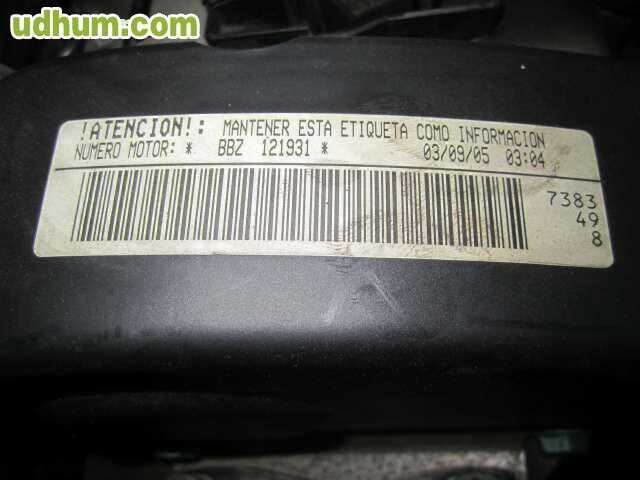 udhum.com
!ATENCION!: MANTENER ESTA ETIQUETA COMO INFORMACION
NUMERO MOTOR: * BBZ 121931 * 03/09/05 03:04
7383
49
8